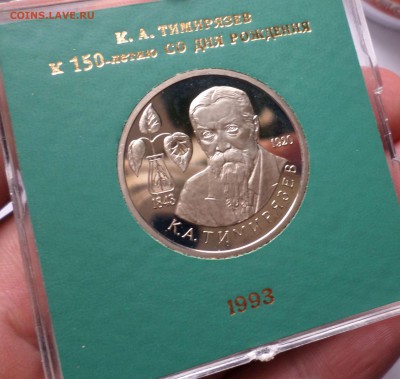 COINS.LAVE.RU
К. А. ТИМИРЯЗЕВ
К 150-летию СО ДНЯ РОЖДЕНИЯ
1843
1920
К.А.ТИМИРЯЗЕВ
1993